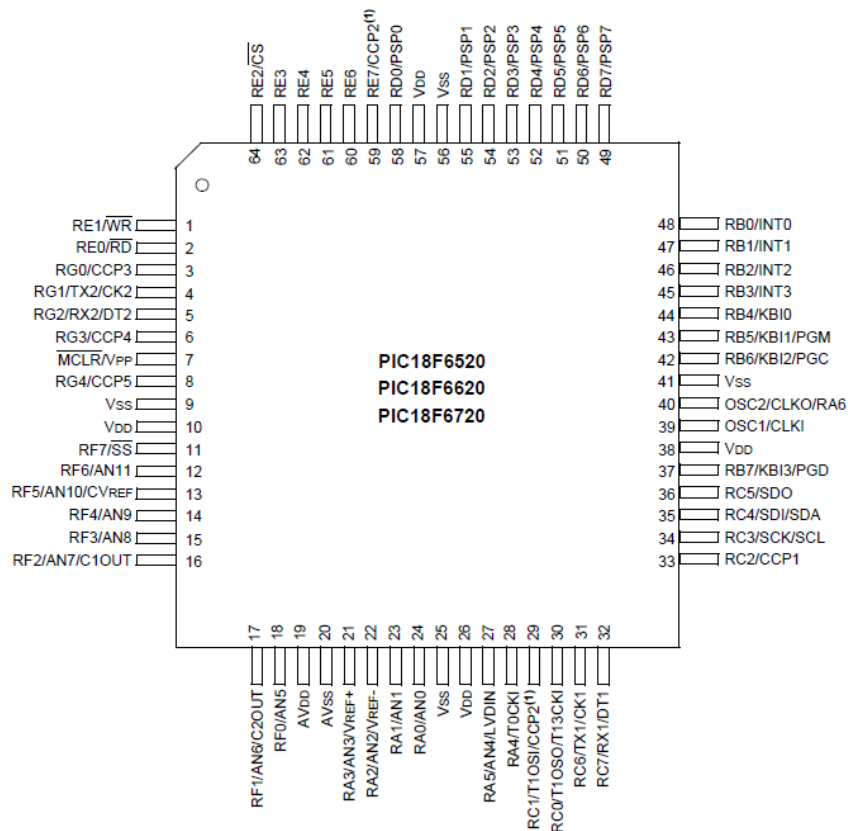 RE2/CS
RE3
RE4
RE5
RE6
RE7/CCP2(1)
RD0/PSP0
VDD
VSS
RD1/PSP1
RD2/PSP2
RD3/PSP3
RD4/PSP4
RD5/PSP5
RD6/PSP6
RD7/PSP7
64 63 62 61 60 59 58 57 56 55 54 53 52 51 50 49
RE1/WR 1
RE0/RD 2
RG0/CCP3 3
RG1/TX2/CK2 4
RG2/RX2/DT2 5
RG3/CCP4 6
MCLR/VPP 7
RG4/CCP5 8
VSS 9
VDD 10
RF7/SS 11
RF6/AN11 12
RF5/AN10/CVREF 13
RF4/AN9 14
RF3/AN8 15
RF2/AN7/C1OUT 16
PIC18F6520
PIC18F6620
PIC18F6720
48 RB0/INT0
47 RB1/INT1
46 RB2/INT2
45 RB3/INT3
44 RB4/KBI0
43 RB5/KBI1/PGM
42 RB6/KBI2/PGC
41 VSS
40 OSC2/CLKO/RA6
39 OSC1/CLKI
38 VDD
37 RB7/KBI3/PGD
36 RC5/SDO
35 RC4/SDI/SDA
34 RC3/SCK/SCL
33 RC2/CCP1
17 18 19 20 21 22 23 24 25 26 27 28 29 30 31 32
RF1/AN6/C2OUT
RF0/AN5
AVDD
AVSS
RA3/AN3/VREF+
RA2/AN2/VREF-
RA1/AN1
RA0/AN0
VSS
VDD
RA5/AN4/LVDIN
RA4/T0CKI
RC1/T1OSI/CCP2(1)
RC0/T1OSO/T13CKI
RC6/TX1/CK1
RC7/RX1/DT1